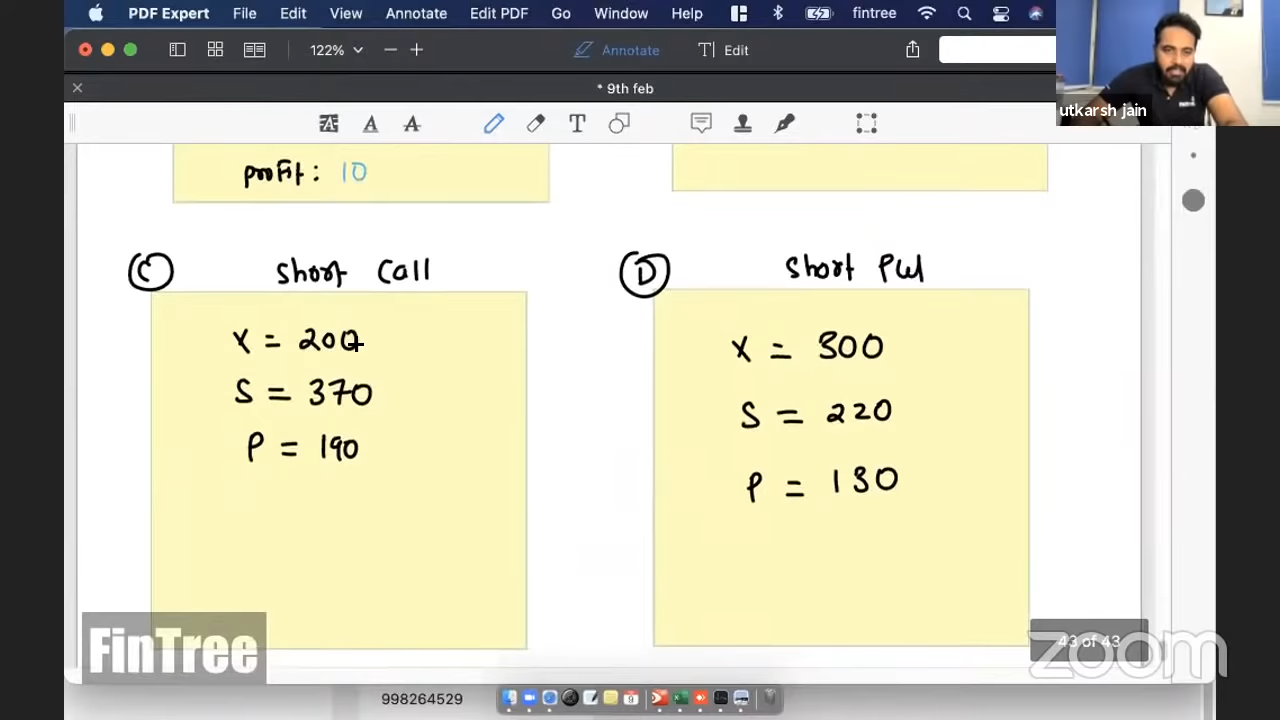 PDF Expert File Edit View Annotate Edit PDF Go Window Help fintree
122% Annotate T Edit
* 9th feb
utkarsh jain
profit : 10
C Short Call
D Short Put
X = 200
S = 370
P = 190
X = 300
S = 220
P = 130
FinTree
43 of 43
zoom
998264529